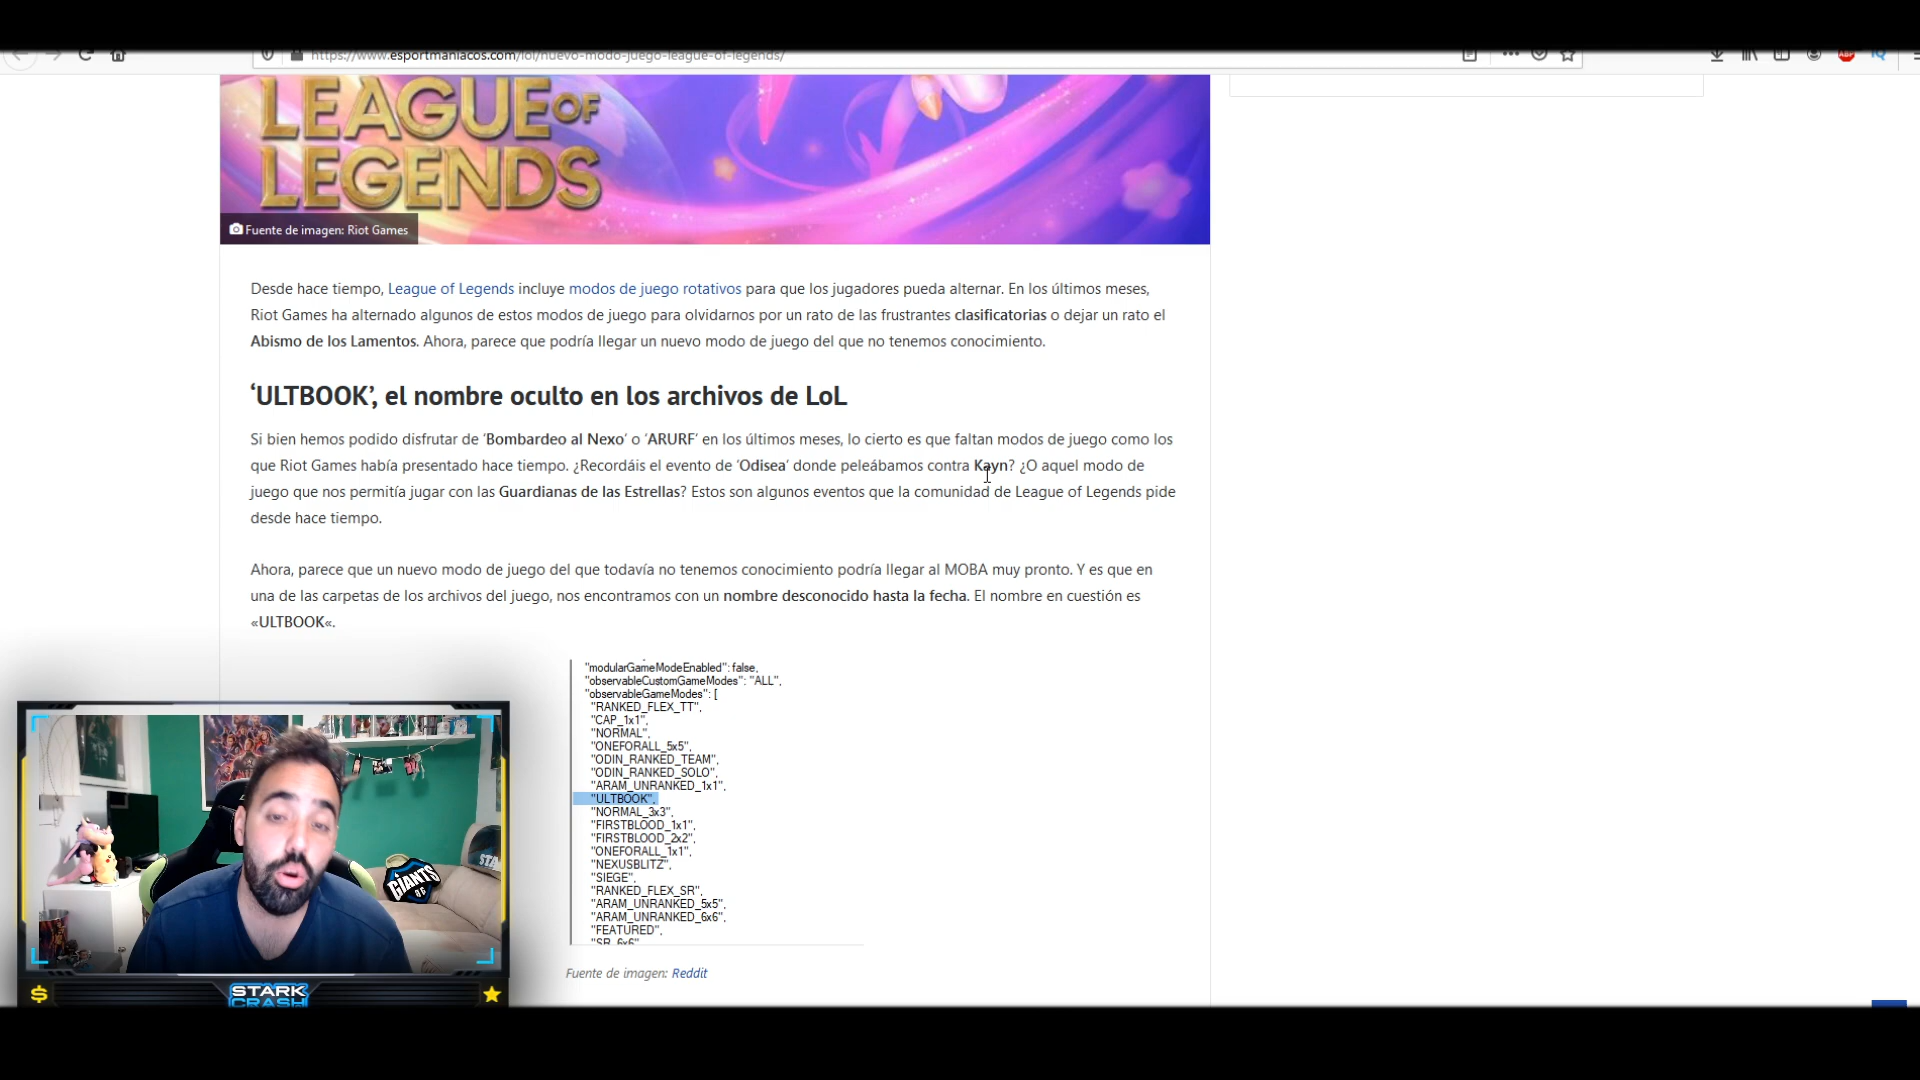 https://www.esportmaniacos.com/lol/nuevo-modo-juego-league-of-legends/
ABP
LEAGUE OF
LEGENDS
Fuente de imagen: Riot Games
Desde hace tiempo, League of Legends incluye modos de juego rotativos para que los jugadores pueda alternar. En los últimos meses,
Riot Games ha alternado algunos de estos modos de juego para olvidarnos por un rato de las frustrantes clasificatorias o dejar un rato el
Abismo de los Lamentos. Ahora, parece que podría llegar un nuevo modo de juego del que no tenemos conocimiento.
‘ULTBOOK’, el nombre oculto en los archivos de LoL
Si bien hemos podido disfrutar de ‘Bombardeo al Nexo‘ o ‘ARURF‘ en los últimos meses, lo cierto es que faltan modos de juego como los
que Riot Games había presentado hace tiempo. ¿Recordáis el evento de ‘Odisea‘ donde peleábamos contra Kayn? ¿O aquel modo de
juego que nos permitía jugar con las Guardianas de las Estrellas? Estos son algunos eventos que la comunidad de League of Legends pide
desde hace tiempo.
Ahora, parece que un nuevo modo de juego del que todavía no tenemos conocimiento podría llegar al MOBA muy pronto. Y es que en
una de las carpetas de los archivos del juego, nos encontramos con un nombre desconocido hasta la fecha. El nombre en cuestión es
«ULTBOOK«.
"modularGameModeEnabled": false,
"observableCustomGameModes": "ALL",
"observableGameModes": [
"RANKED_FLEX_TT",
"CAP_1x1",
"NORMAL",
"ONEFORALL_5x5",
"ODIN_RANKED_TEAM",
"ODIN_RANKED_SOLO",
"ARAM_UNRANKED_1x1",
"ULTBOOK",
"NORMAL_3x3",
"FIRSTBLOOD_1x1",
"FIRSTBLOOD_2x2",
"ONEFORALL_1x1",
"NEXUSBLITZ",
"SIEGE",
"RANKED_FLEX_SR",
"ARAM_UNRANKED_5x5",
"ARAM_UNRANKED_6x6",
"FEATURED",
"SR_6x6"
Fuente de imagen: Reddit
GIANTS
STA
$
STARK
CRASH